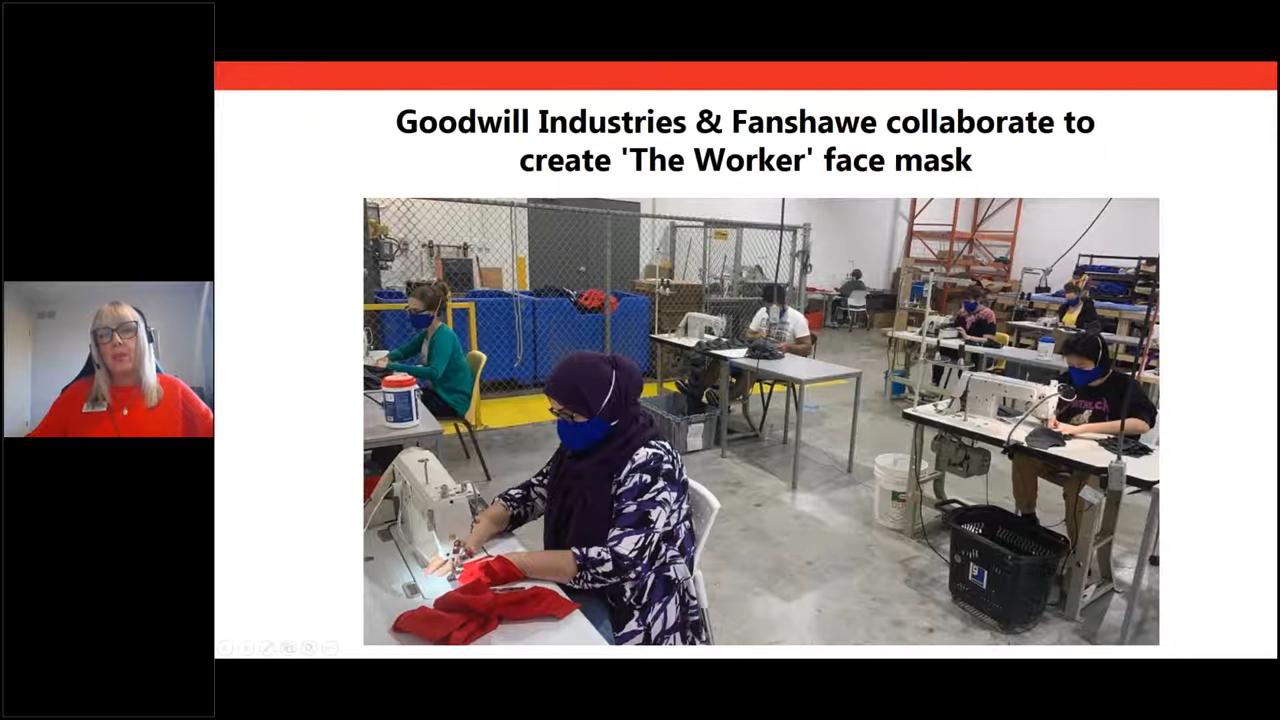 Goodwill Industries & Fanshawe collaborate to
create 'The Worker' face mask